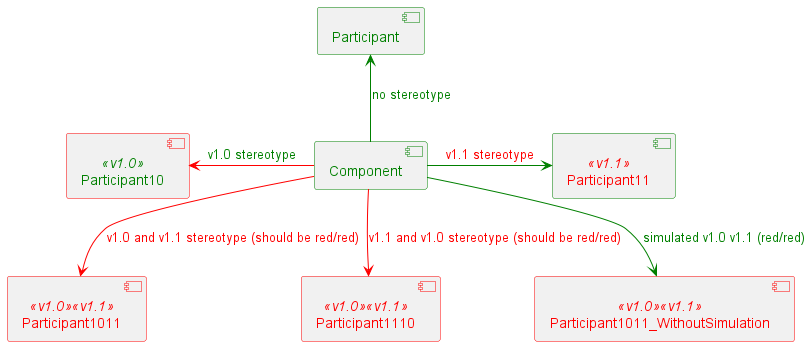 Participant
no stereotype
«v1.0»
Participant10
v1.0 stereotype
Component
v1.1 stereotype
«v1.1»
Participant11
v1.0 and v1.1 stereotype (should be red/red)
v1.1 and v1.0 stereotype (should be red/red)
simulated v1.0 v1.1 (red/red)
«v1.0»«v1.1»
Participant1011
«v1.0»«v1.1»
Participant1110
«v1.0»«v1.1»
Participant1011_WithoutSimulation